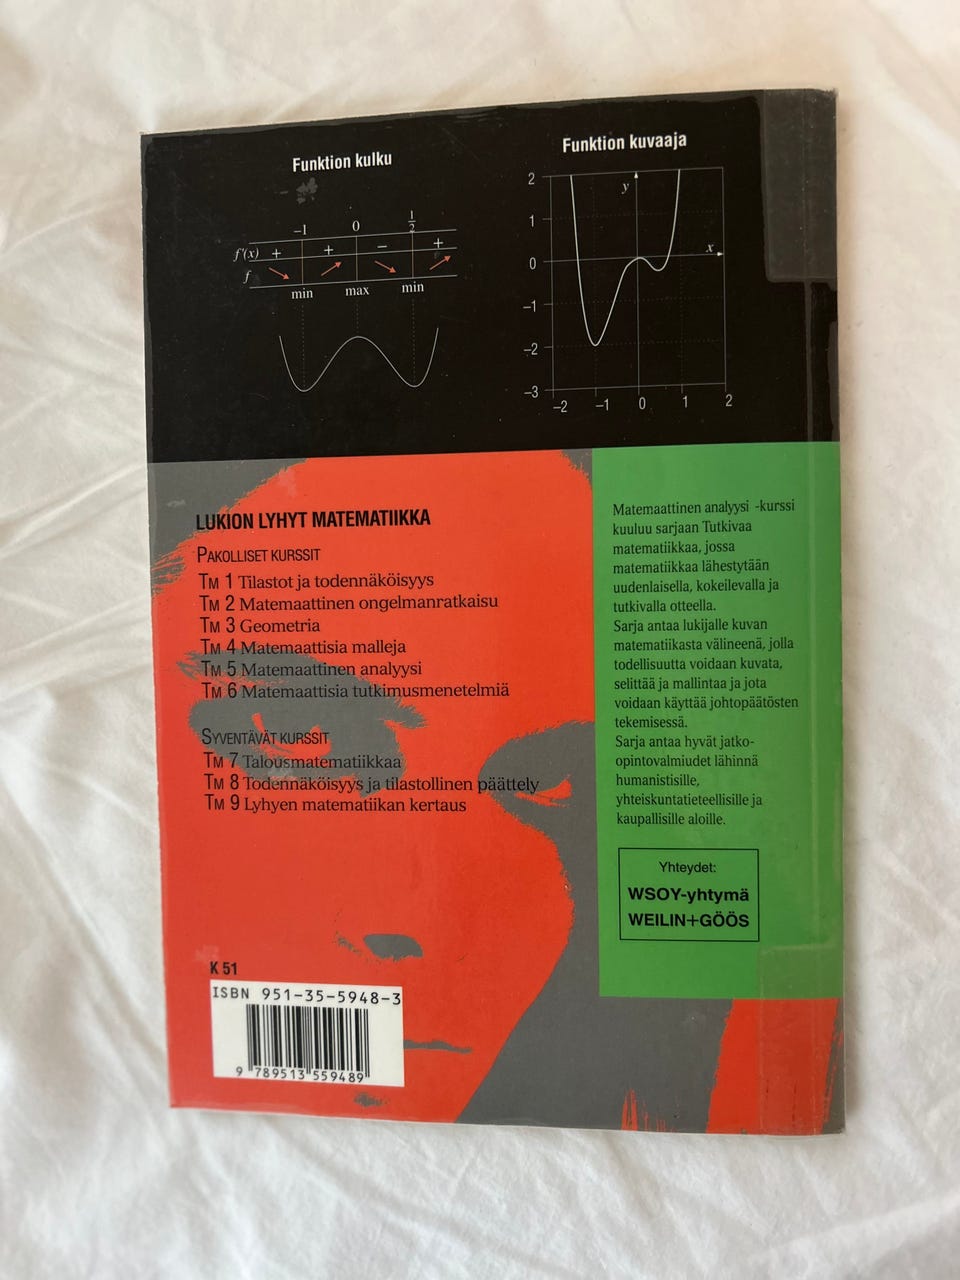 Funktion kulku
−1 0 1/2
f'(x) + + − +
f
min max min
Funktion kuvaaja
y
x
2
1
0
−1
−2
−3
−2 −1 0 1 2
LUKION LYHYT MATEMATIIKKA
PAKOLLISET KURSSIT
TM 1 Tilastot ja todennäköisyys
TM 2 Matemaattinen ongelmanratkaisu
TM 3 Geometria
TM 4 Matemaattisia malleja
TM 5 Matemaattinen analyysi
TM 6 Matemaattisia tutkimusmenetelmiä
SYVENTÄVÄT KURSSIT
TM 7 Talousmatematiikkaa
TM 8 Todennäköisyys ja tilastollinen päättely
TM 9 Lyhyen matematiikan kertaus
Matemaattinen analyysi -kurssi
kuuluu sarjaan Tutkivaa
matematiikkaa, jossa
matematiikkaa lähestytään
uudenlaisella, kokeilevalla ja
tutkivalla otteella.
Sarja antaa lukijalle kuvan
matematiikasta välineenä, jolla
todellisuutta voidaan kuvata,
selittää ja mallintaa ja jota
voidaan käyttää johtopäätösten
tekemisessä.
Sarja antaa hyvät jatko-
opintovalmiudet lähinnä
humanistisille,
yhteiskuntatieteellisille ja
kaupallisille aloille.
Yhteydet:
WSOY-yhtymä
WEILIN+GÖÖS
K 51
ISBN 951-35-5948-3
9 789513 559489